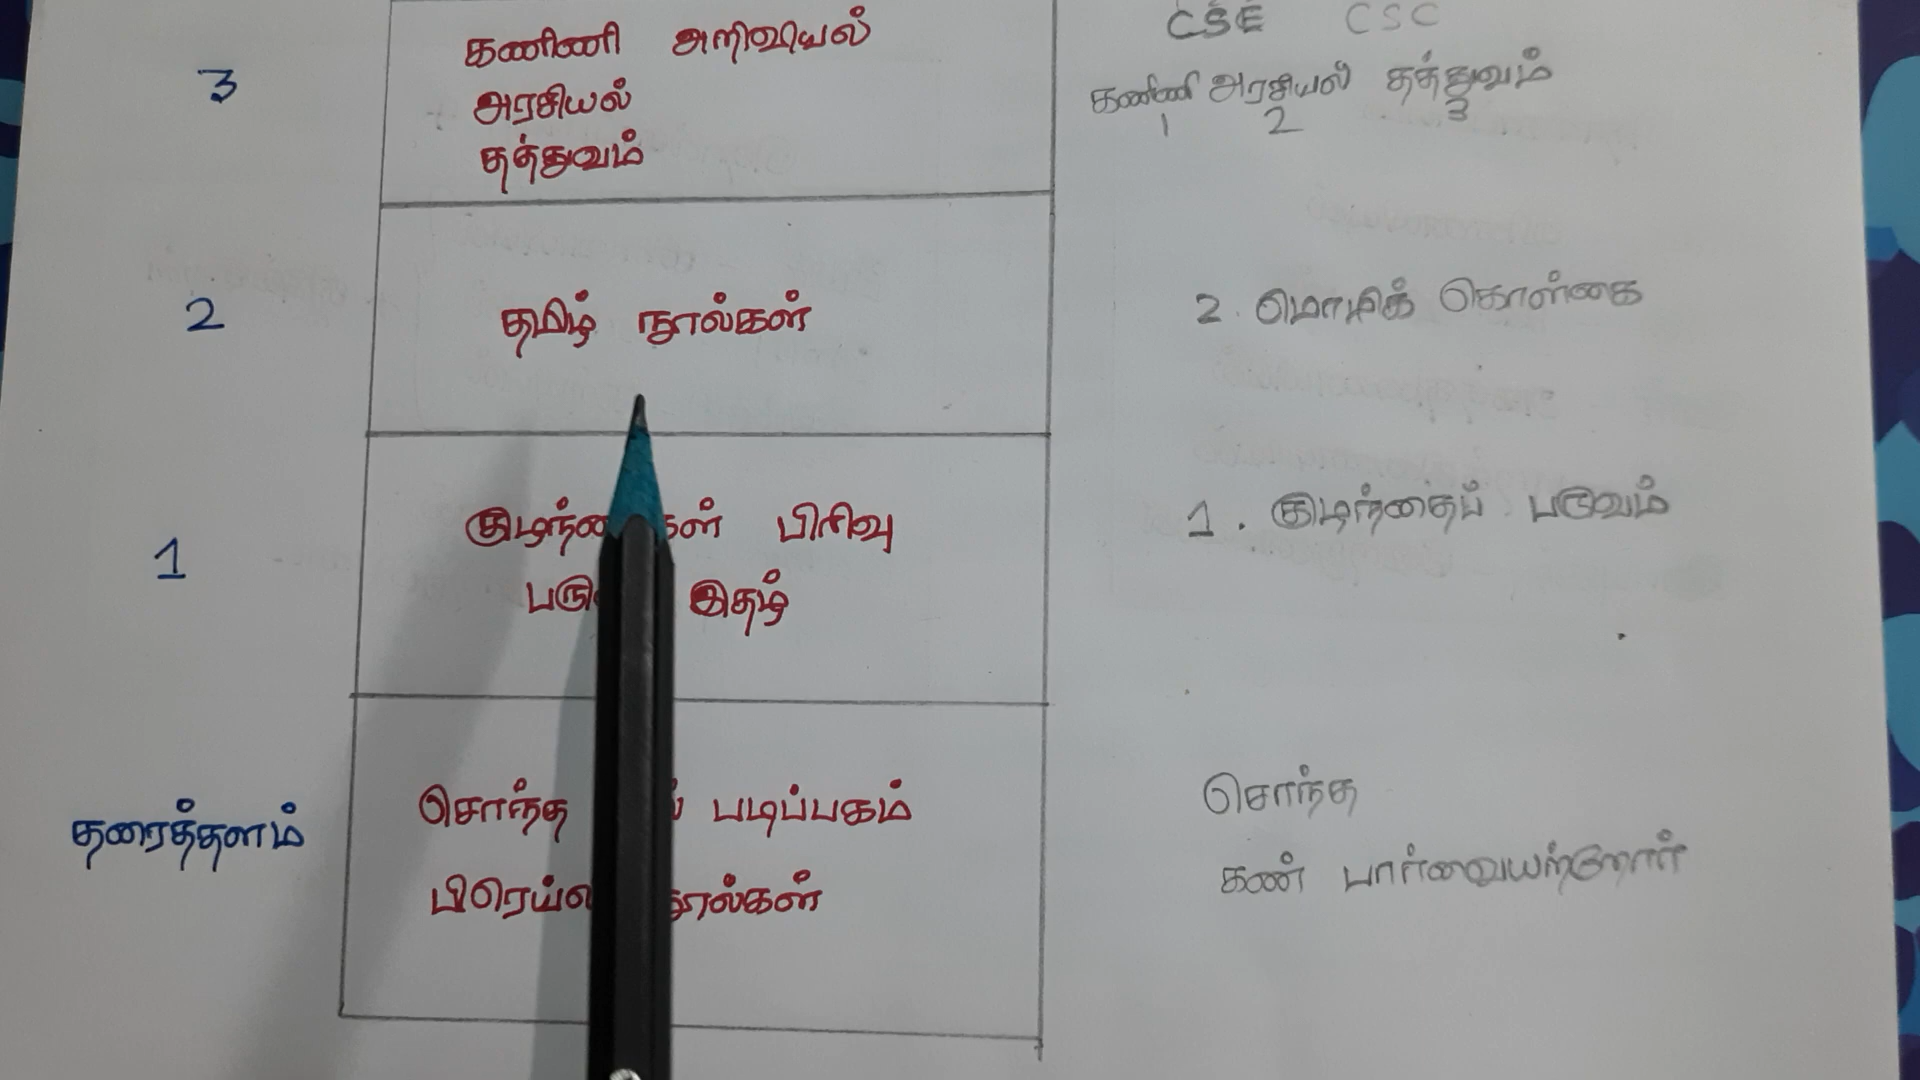 CSE CSC
3 கணிணி அறிவியல்
அரசியல்
தத்துவம்
கணிணி அரசியல் தத்துவம்
1 2 3
2 தமிழ் நூல்கள் 2. மொழிக் கொள்கை
1 பிரிவு 1. குழந்தைப் பருவம்
இதழ்
தரைத்தளம் சொந்த படிப்பகம் சொந்த
நூல்கள் கண் பார்வையற்றோர்